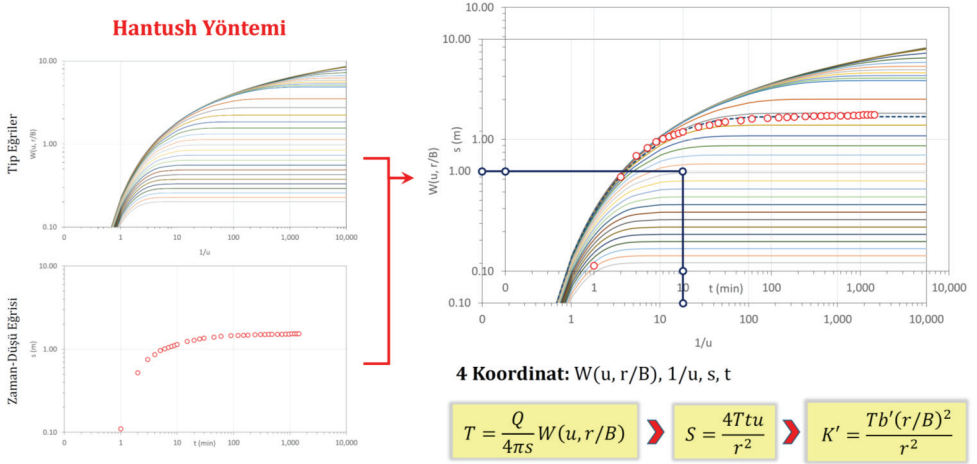 Hantush Yöntemi
Tip Eğriler
W(u, r/B)
10.00
1.00
0.10
0 1 10 100 1,000 10,000
1/u
Zaman-Düşü Eğrisi
s (m)
10.00
1.00
0.10
0 1 10 100 1,000 10,000
t (min)
W(u, r/B)
10.00
1.00
0.10
s (m)
10.00
1.00
0.10
0 0 1 10 100 1,000 10,000
t (min)
0 1 10 100 1,000 10,000
1/u
4 Koordinat: W(u, r/B), 1/u, s, t
T = Q/4πs W(u, r/B)
S = 4Ttu/r²
K′ = Tb′(r/B)²/r²